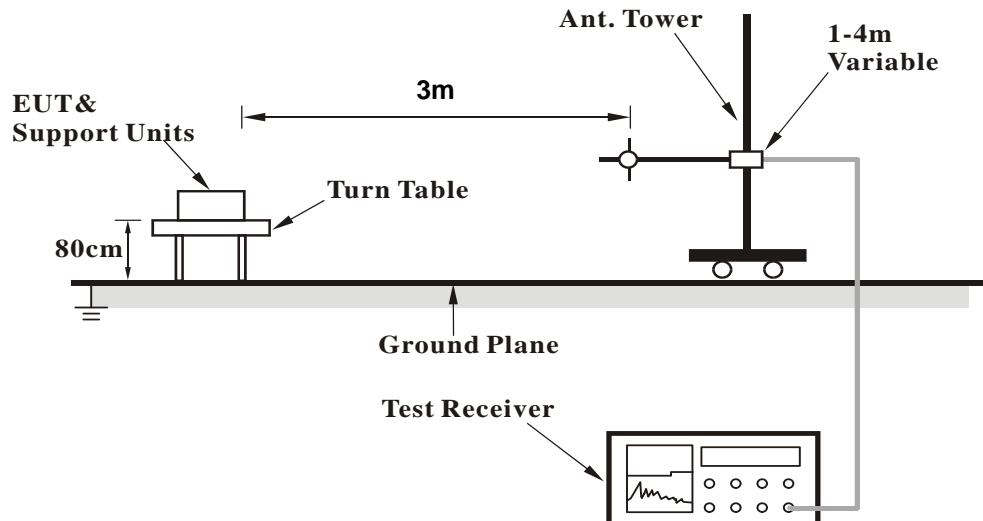 Ant. Tower
1-4m
Variable
3m
EUT&
Support Units
Turn Table
80cm
Ground Plane
Test Receiver